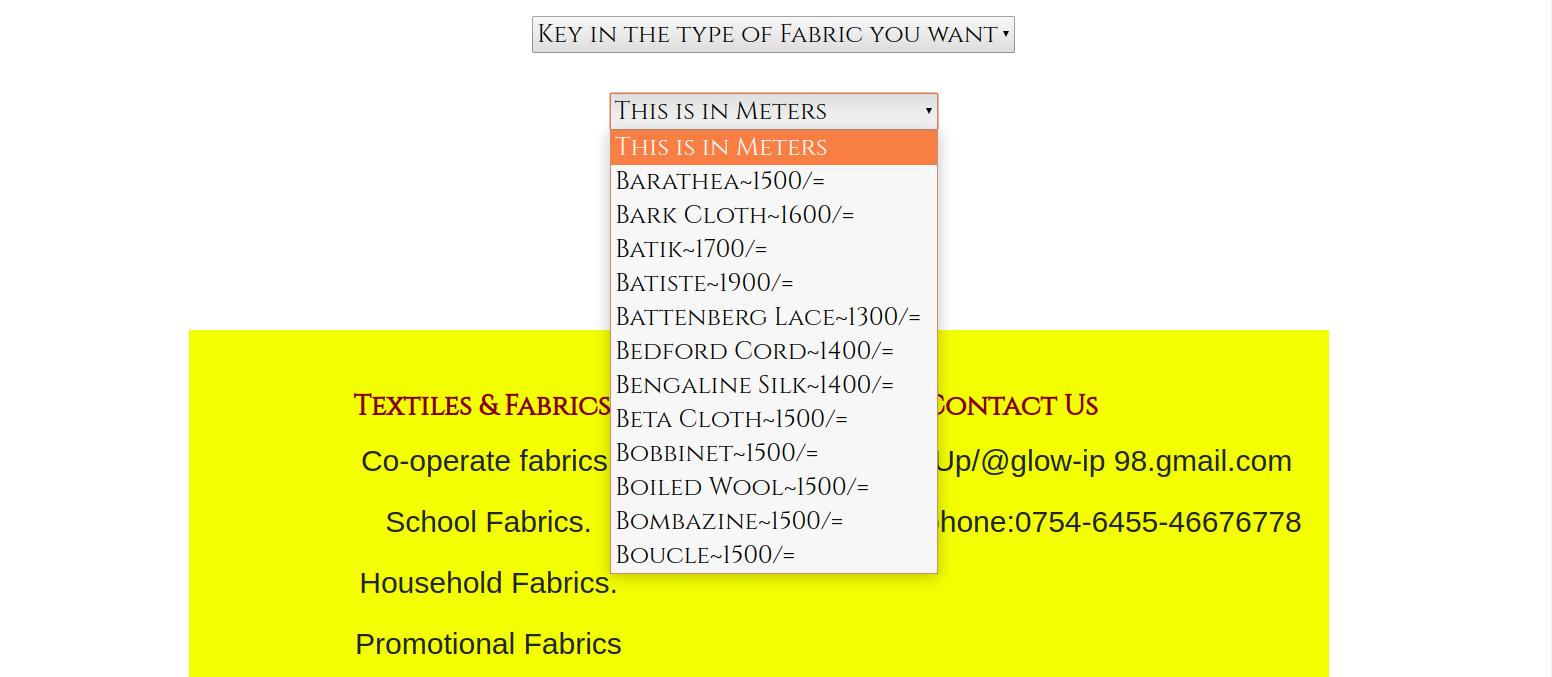 Key in the type of Fabric you want
This is in Meters
This is in Meters
Barathea~1500/=
Bark Cloth~1600/=
Batik~1700/=
Batiste~1900/=
Battenberg Lace~1300/=
Bedford Cord~1400/=
Bengaline Silk~1400/=
Beta Cloth~1500/=
Bobbinet~1500/=
Boiled Wool~1500/=
Bombazine~1500/=
Boucle~1500/=
Textiles & Fabrics
Co-operate fabrics
School Fabrics.
Household Fabrics.
Promotional Fabrics
Contact Us
Up/@glow-ip 98.gmail.com
phone:0754-6455-46676778